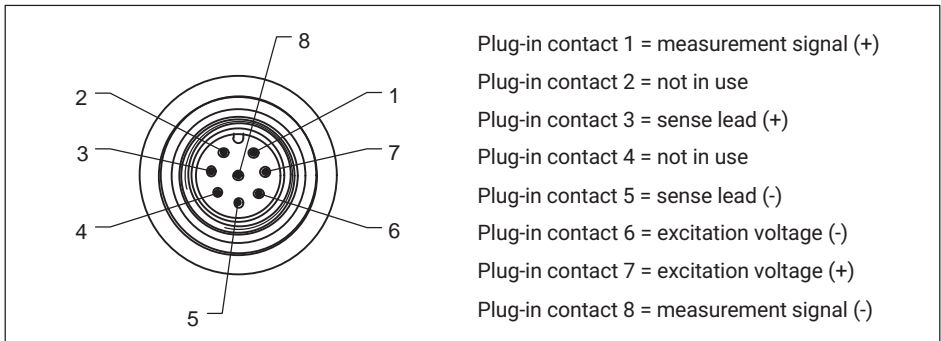 8
2
1
3
7
4
6
5
Plug-in contact 1 = measurement signal (+)
Plug-in contact 2 = not in use
Plug-in contact 3 = sense lead (+)
Plug-in contact 4 = not in use
Plug-in contact 5 = sense lead (-)
Plug-in contact 6 = excitation voltage (-)
Plug-in contact 7 = excitation voltage (+)
Plug-in contact 8 = measurement signal (-)